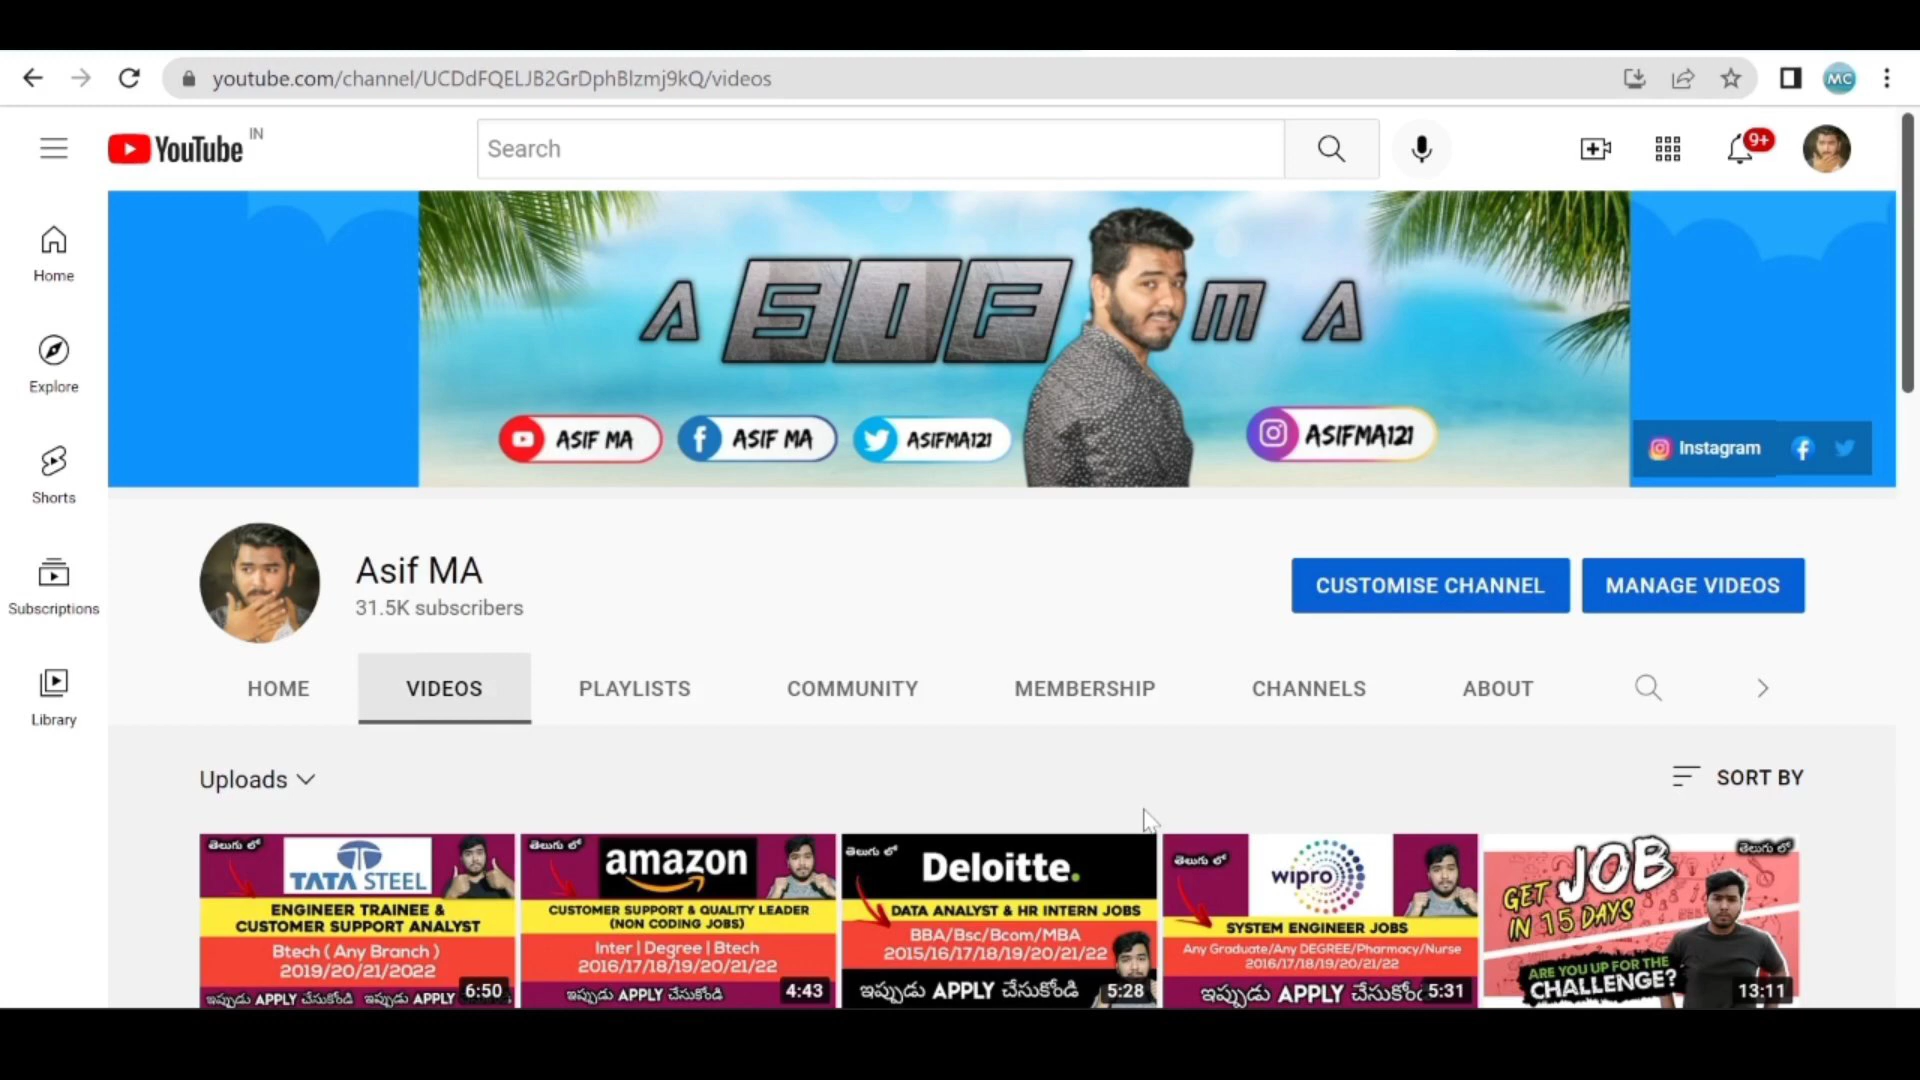 youtube.com/channel/UCDdFQELJB2GrDphBlzmj9kQ/videos
MC
YouTube IN
Search
9+
Home
Explore
Shorts
Subscriptions
Library
ASIF MA
ASIF MA
ASIF MA
ASIFMA121
ASIFMA121
Instagram
Asif MA
31.5K subscribers
CUSTOMISE CHANNEL
MANAGE VIDEOS
HOME
VIDEOS
PLAYLISTS
COMMUNITY
MEMBERSHIP
CHANNELS
ABOUT
Uploads
SORT BY
తెలుగు లో
TATA STEEL
ENGINEER TRAINEE &
CUSTOMER SUPPORT ANALYST
Btech ( Any Branch )
2019/20/21/2022
ఇప్పుడు APPLY చేసుకోండి ఇప్పుడు APPLY
6:50
తెలుగు లో
amazon
CUSTOMER SUPPORT & QUALITY LEADER
(NON CODING JOBS)
Inter | Degree | Btech
2016/17/18/19/20/21/22
ఇప్పుడు APPLY చేసుకోండి
4:43
తెలుగు లో
Deloitte.
DATA ANALYST & HR INTERN JOBS
BBA/Bsc/Bcom/MBA
2015/16/17/18/19/20/21/22
ఇప్పుడు APPLY చేసుకోండి
5:28
తెలుగు లో
wipro
SYSTEM ENGINEER JOBS
Any Graduate/Any DEGREE/Pharmacy/Nurse
2016/17/18/19/20/21/22
ఇప్పుడు APPLY
5:31
తెలుగు లో
GET JOB
IN 15 DAYS
ARE YOU UP FOR THE
CHALLENGE?
13:11